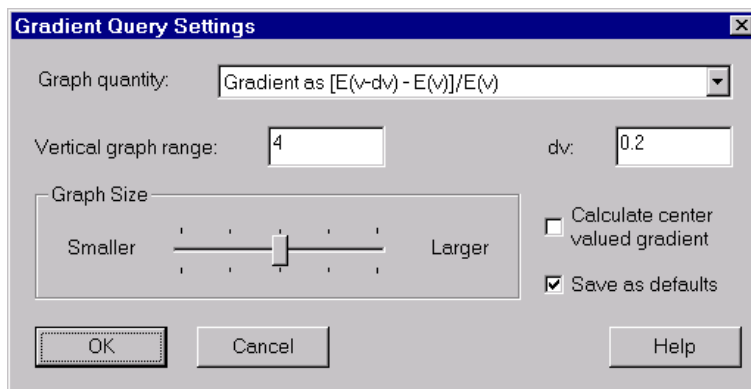 Gradient Query Settings
Graph quantity: Gradient as [E(v-dv) - E(v)]/E(v)
Vertical graph range: 4 dv: 0.2
Graph Size
Smaller Larger
Calculate center
valued gradient
Save as defaults
OK Cancel Help